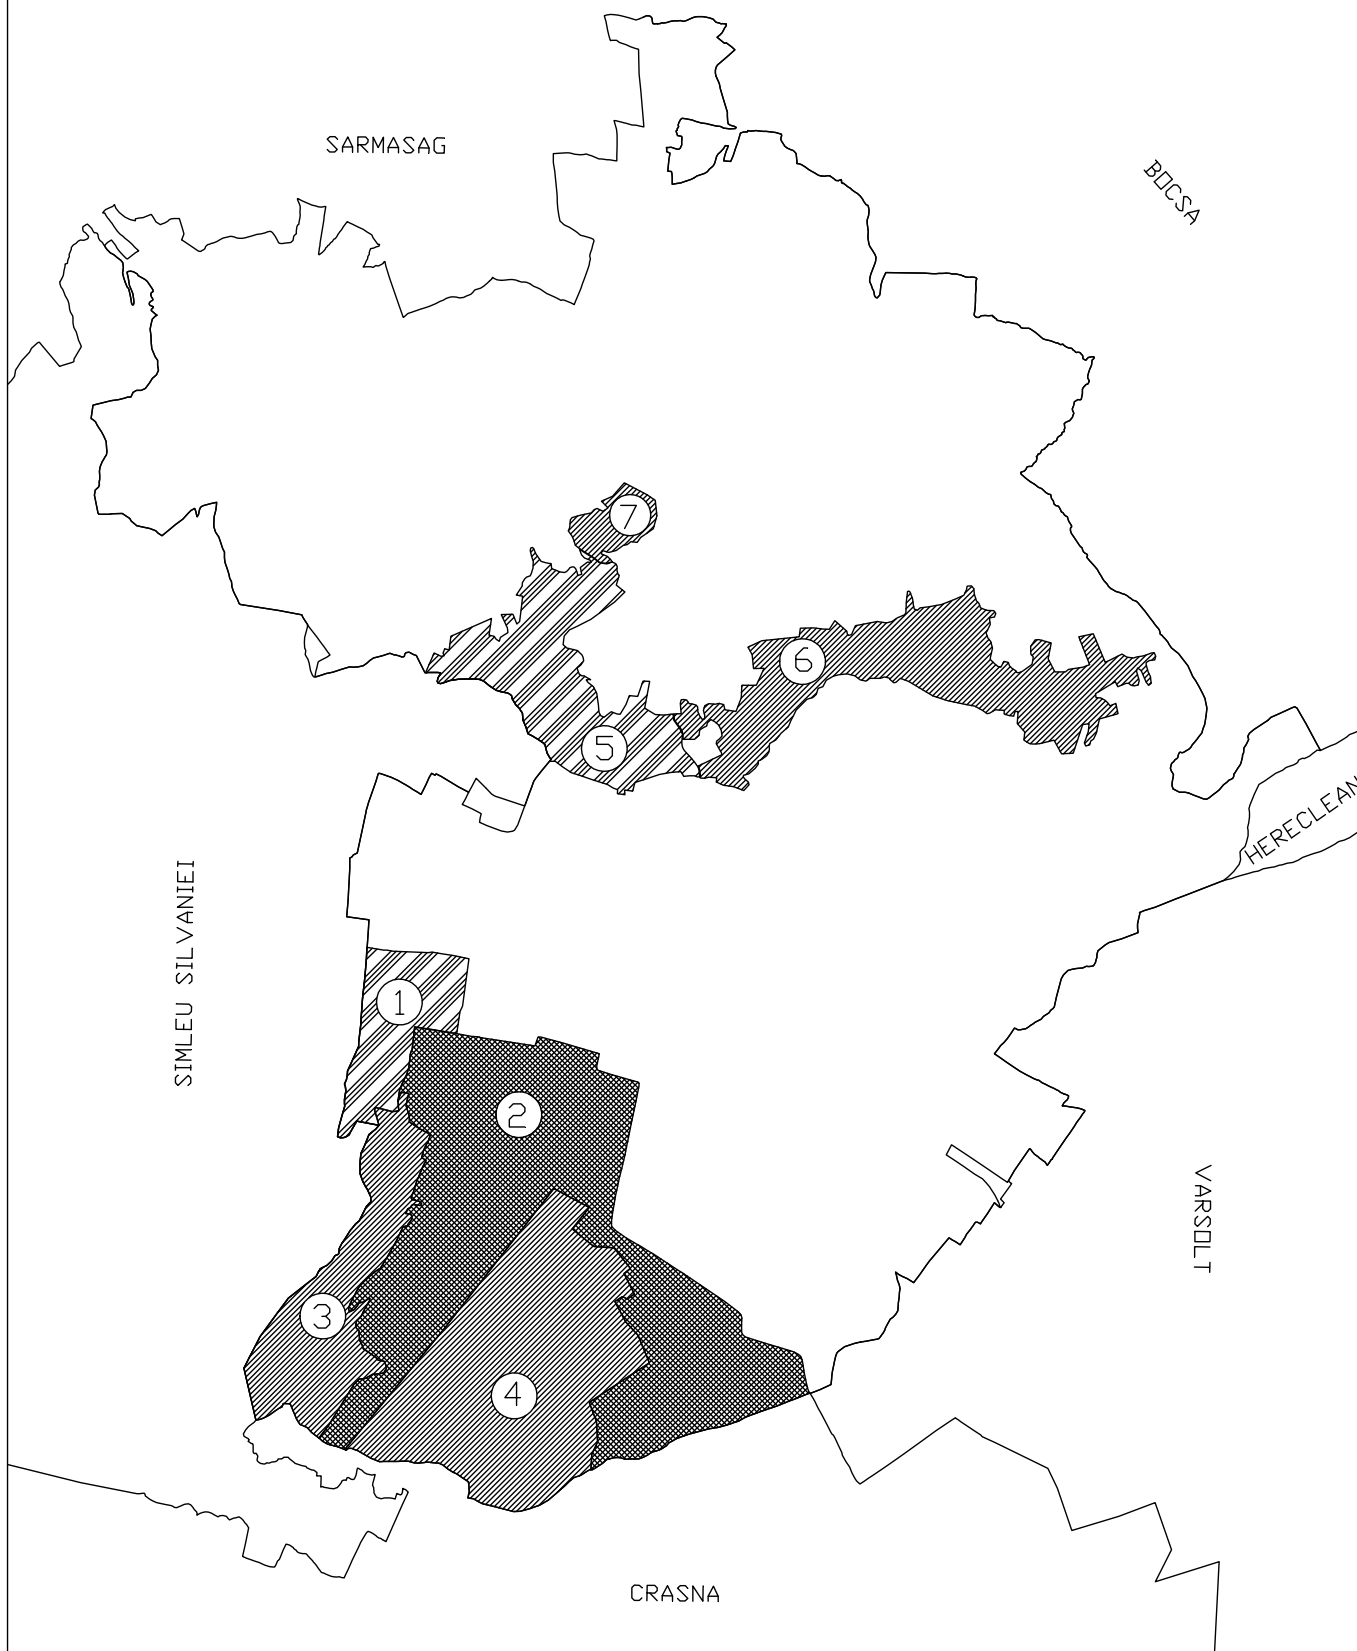 SARMASAG
BOCSA
7
6
5
HERECLEAN
SIMLEU SILVANIEI
1
2
VARSOLT
3
4
CRASNA